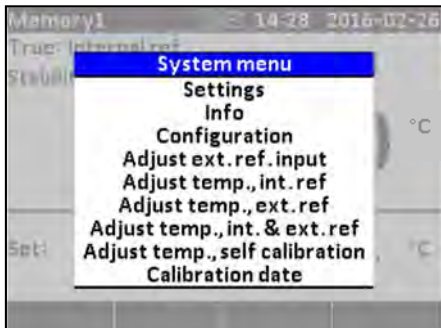 Memory1 14-28 2016-02-26
True: Internal ref
System menu
Settings
Info
Configuration
°C
Adjust ext. ref. input
Adjust temp., int. ref
Adjust temp., ext. ref
Adjust temp., int. & ext. ref
Set: Adjust temp., self calibration °C
Calibration date